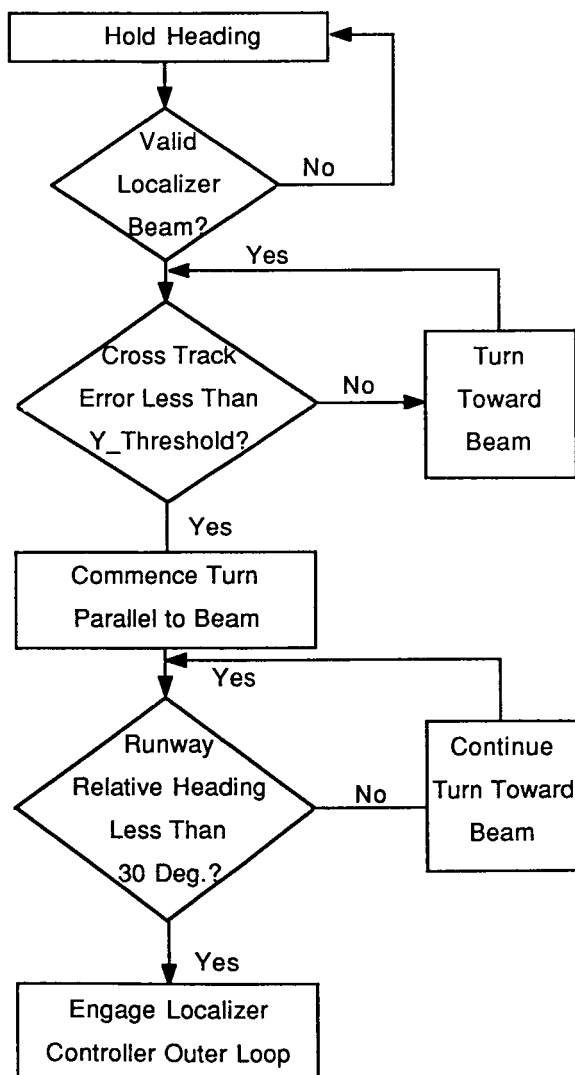 Hold Heading
Valid
Localizer
Beam?
No
Yes
Cross Track
Error Less Than
Y_Threshold?
No
Turn
Toward
Beam
Yes
Commence Turn
Parallel to Beam
Yes
Runway
Relative Heading
Less Than
30 Deg.?
No
Continue
Turn Toward
Beam
Yes
Engage Localizer
Controller Outer Loop